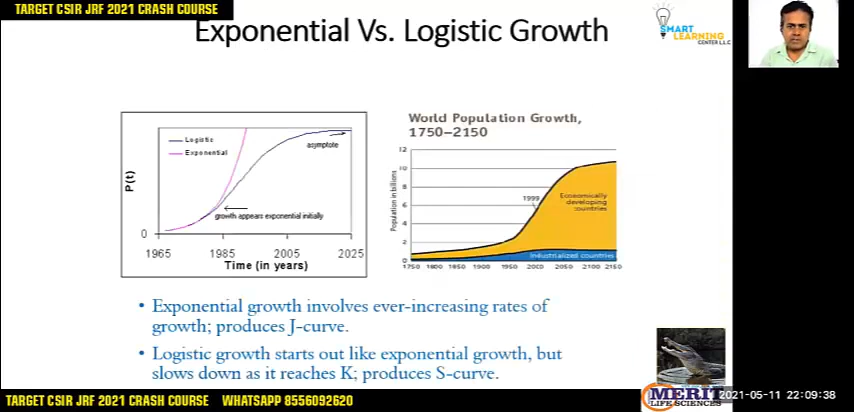 TARGET CSIR JRF 2021 CRASH COURSE
Exponential Vs. Logistic Growth
SMART
LEARNING
CENTER L.L.C
Logistic
Exponential
asymptote
growth appears exponential initially
P(t)
0
1965 1985 2005 2025
Time (in years)
World Population Growth,
1750–2150
Population in billions
12
10
8
6
4
2
0
1999
Economically
developing
countries
Industrialized countries
1750 1800 1850 1900 1950 2000 2050 2100 2150
• Exponential growth involves ever-increasing rates of
growth; produces J-curve.
• Logistic growth starts out like exponential growth, but
slows down as it reaches K; produces S-curve.
TARGET CSIR JRF 2021 CRASH COURSE WHATSAPP 8556092620
MERIT
LIFE SCIENCES
2021-05-11 22:09:38